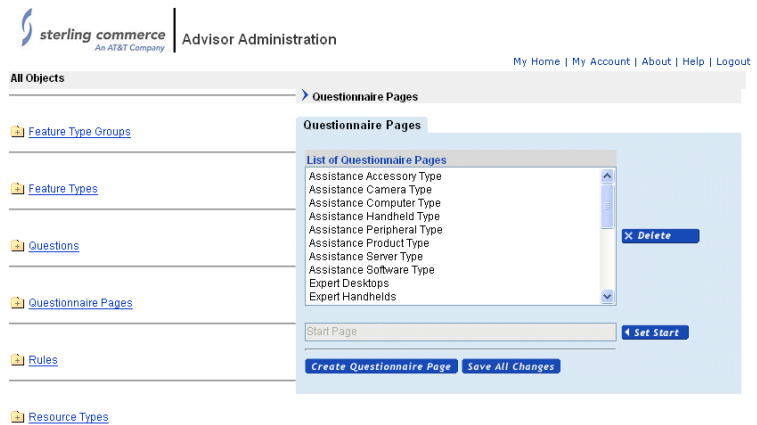 sterling commerce
An AT&T Company
Advisor Administration
My Home | My Account | About | Help | Logout
All Objects
Questionnaire Pages
Feature Type Groups
Feature Types
Questions
Questionnaire Pages
Rules
Resource Types
Questionnaire Pages
List of Questionnaire Pages
Assistance Accessory Type
Assistance Camera Type
Assistance Computer Type
Assistance Handheld Type
Assistance Peripheral Type
Assistance Product Type
Assistance Server Type
Assistance Software Type
Expert Desktops
Expert Handhelds
Delete
Start Page
Set Start
Create Questionnaire Page
Save All Changes